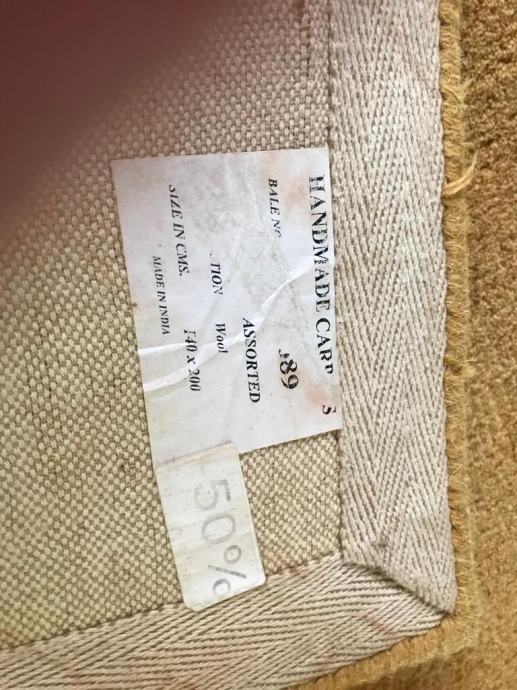 HANDMADE CARP S
BALE NO 89
ASSORTED
TION Wool
SIZE IN CMS. 140 x 200
MADE IN INDIA
-50%